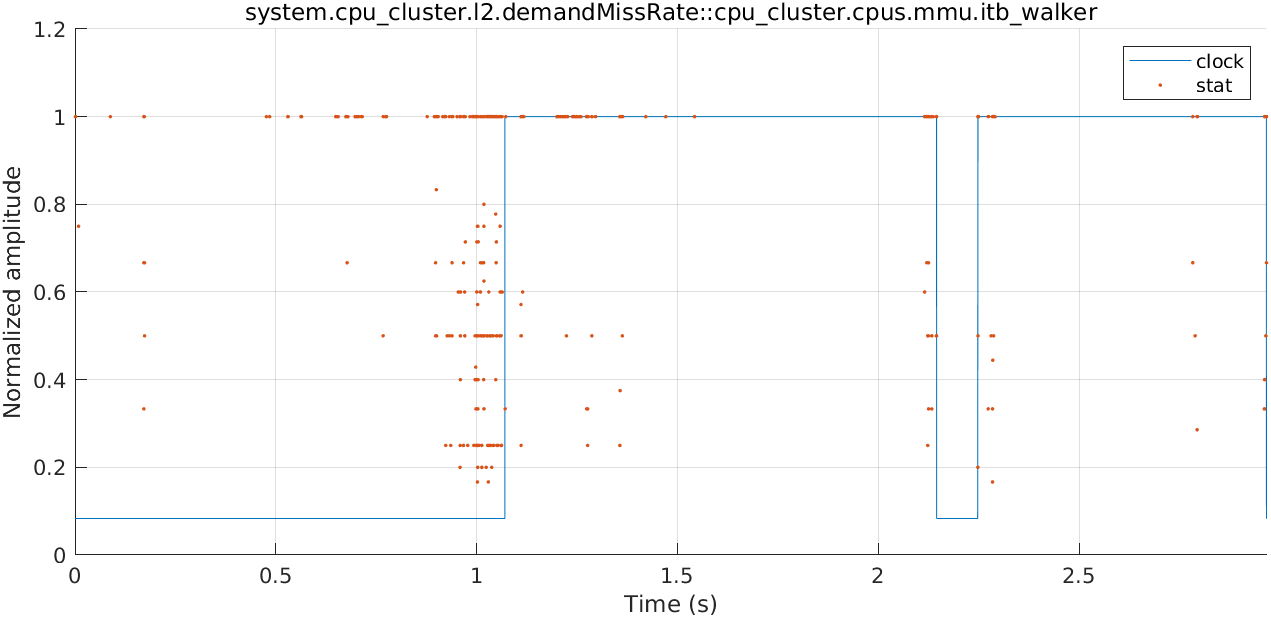 system.cpu_cluster.l2.demandMissRate::cpu_cluster.cpus.mmu.itb_walker
1.2
1
0.8
0.6
0.4
0.2
0
Normalized amplitude
clock
stat
0
0.5
1
1.5
2
2.5
Time (s)